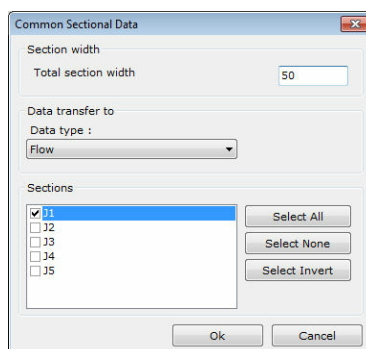 Common Sectional Data
Section width
Total section width 50
Data transfer to
Data type :
Flow
Sections
J1
J2
J3
J4
J5
Select All
Select None
Select Invert
Ok Cancel